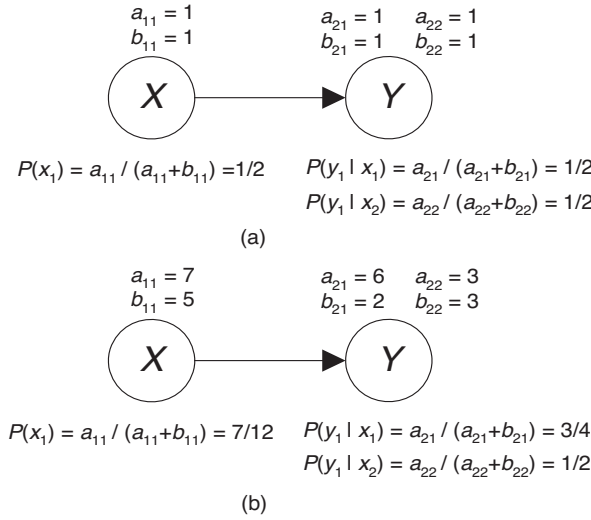 a₁₁ = 1
b₁₁ = 1
a₂₁ = 1 a₂₂ = 1
b₂₁ = 1 b₂₂ = 1
X
Y
P(x₁) = a₁₁ / (a₁₁+b₁₁) =1/2
P(y₁ | x₁) = a₂₁ / (a₂₁+b₂₁) = 1/2
P(y₁ | x₂) = a₂₂ / (a₂₂+b₂₂) = 1/2
(a)
a₁₁ = 7
b₁₁ = 5
a₂₁ = 6 a₂₂ = 3
b₂₁ = 2 b₂₂ = 3
X
Y
P(x₁) = a₁₁ / (a₁₁+b₁₁) = 7/12
P(y₁ | x₁) = a₂₁ / (a₂₁+b₂₁) = 3/4
P(y₁ | x₂) = a₂₂ / (a₂₂+b₂₂) = 1/2
(b)